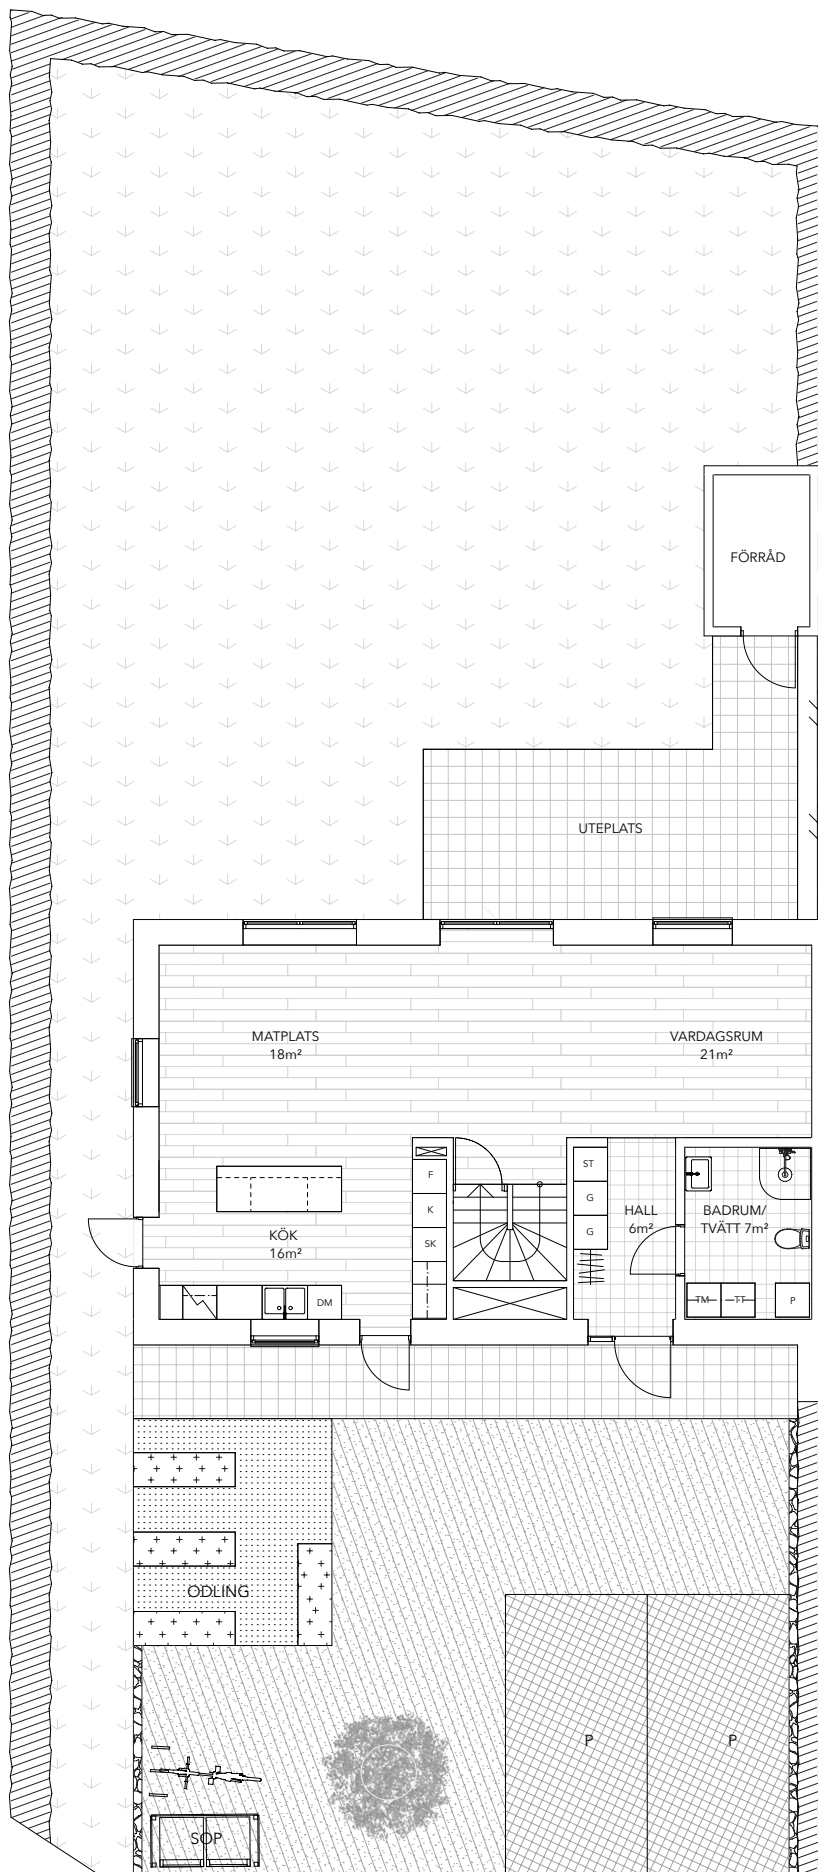 FÖRRÅD
UTEPLATS
MATPLATS
18m²
VARDAGSRUM
21m²
F
K
SK
ST
G
G
HALL
6m²
BADRUM/
TVÄTT 7m²
KÖK
16m²
DM
TM
TT
P
ODLING
P
P
SOP